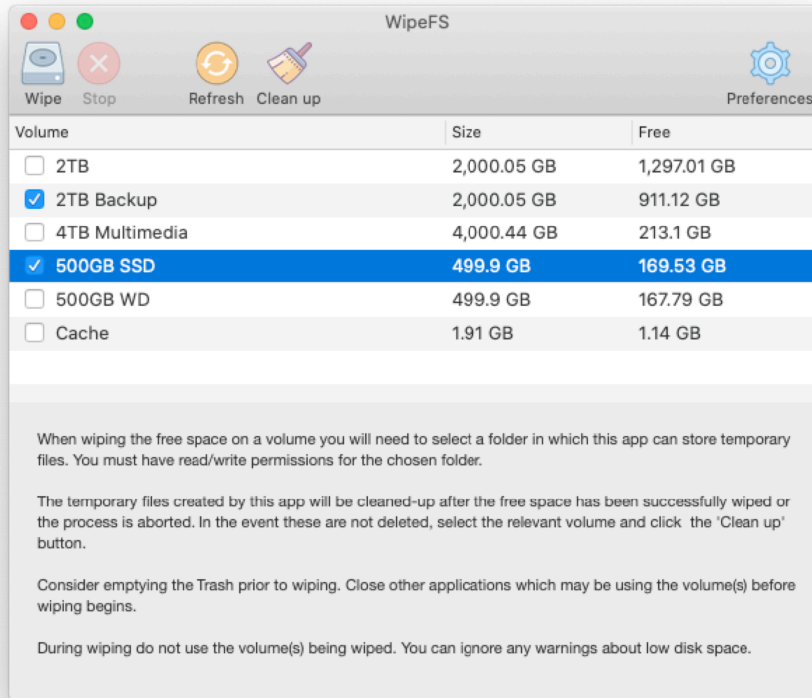 WipeFS
Wipe Stop Refresh Clean up Preferences
Volume Size Free
2TB 2,000.05 GB 1,297.01 GB
2TB Backup 2,000.05 GB 911.12 GB
4TB Multimedia 4,000.44 GB 213.1 GB
500GB SSD 499.9 GB 169.53 GB
500GB WD 499.9 GB 167.79 GB
Cache 1.91 GB 1.14 GB
When wiping the free space on a volume you will need to select a folder in which this app can store temporary
files. You must have read/write permissions for the chosen folder.
The temporary files created by this app will be cleaned-up after the free space has been successfully wiped or
the process is aborted. In the event these are not deleted, select the relevant volume and click  the 'Clean up'
button.
Consider emptying the Trash prior to wiping. Close other applications which may be using the volume(s) before
wiping begins.
During wiping do not use the volume(s) being wiped. You can ignore any warnings about low disk space.